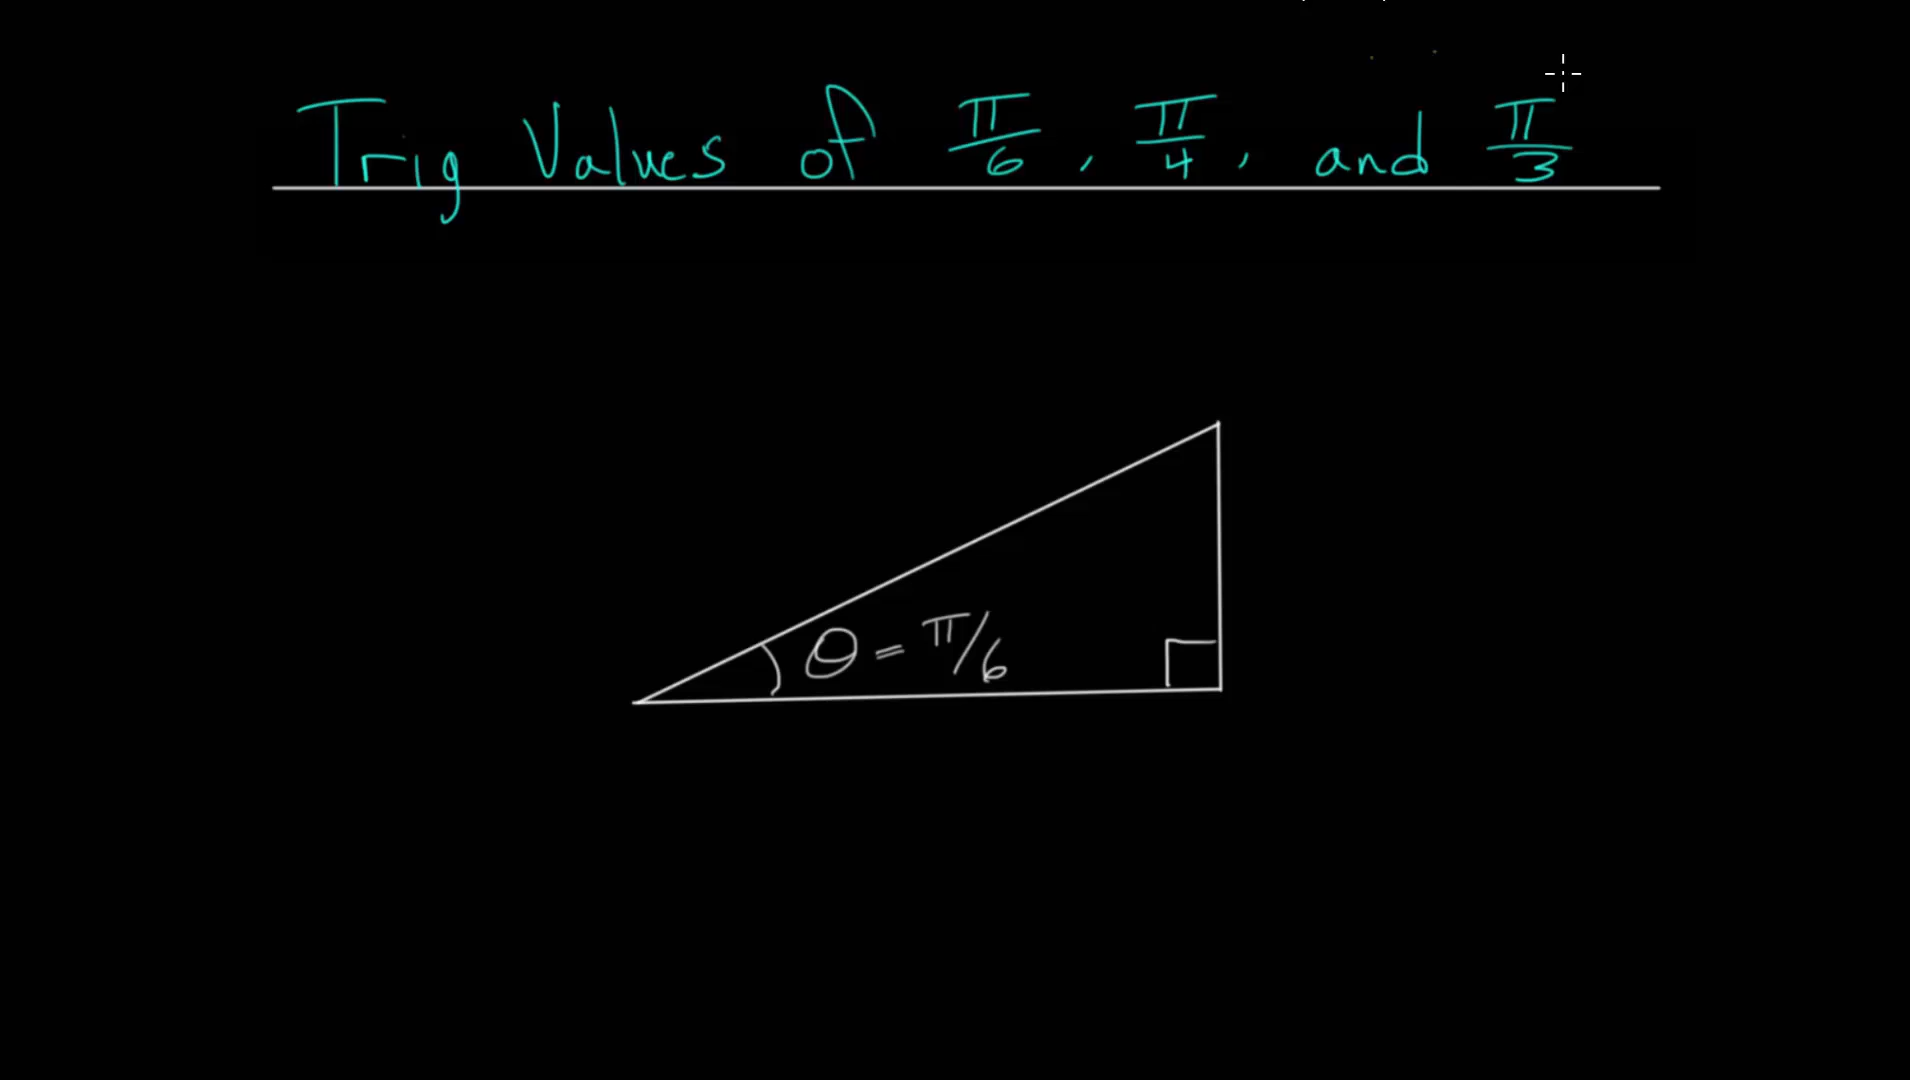 Trig Values of π/6, π/4, and π/3
θ = π/6